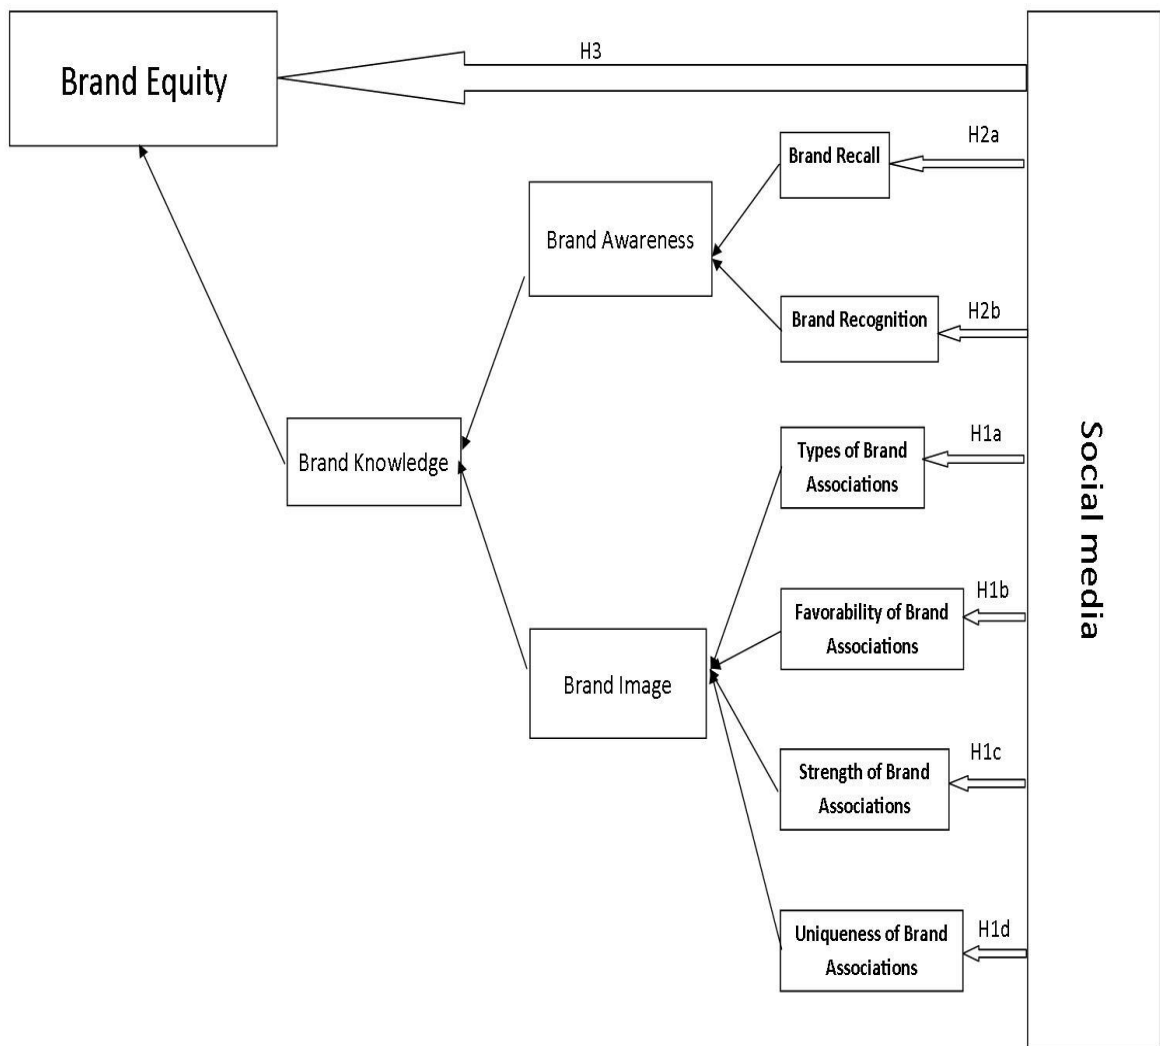 H3
Brand Equity
H2a
Brand Recall
Brand Awareness
H2b
Brand Recognition
H1a
Types of Brand
Associations
Brand Knowledge
Social media
H1b
Favorability of Brand
Associations
Brand Image
H1c
Strength of Brand
Associations
H1d
Uniqueness of Brand
Associations